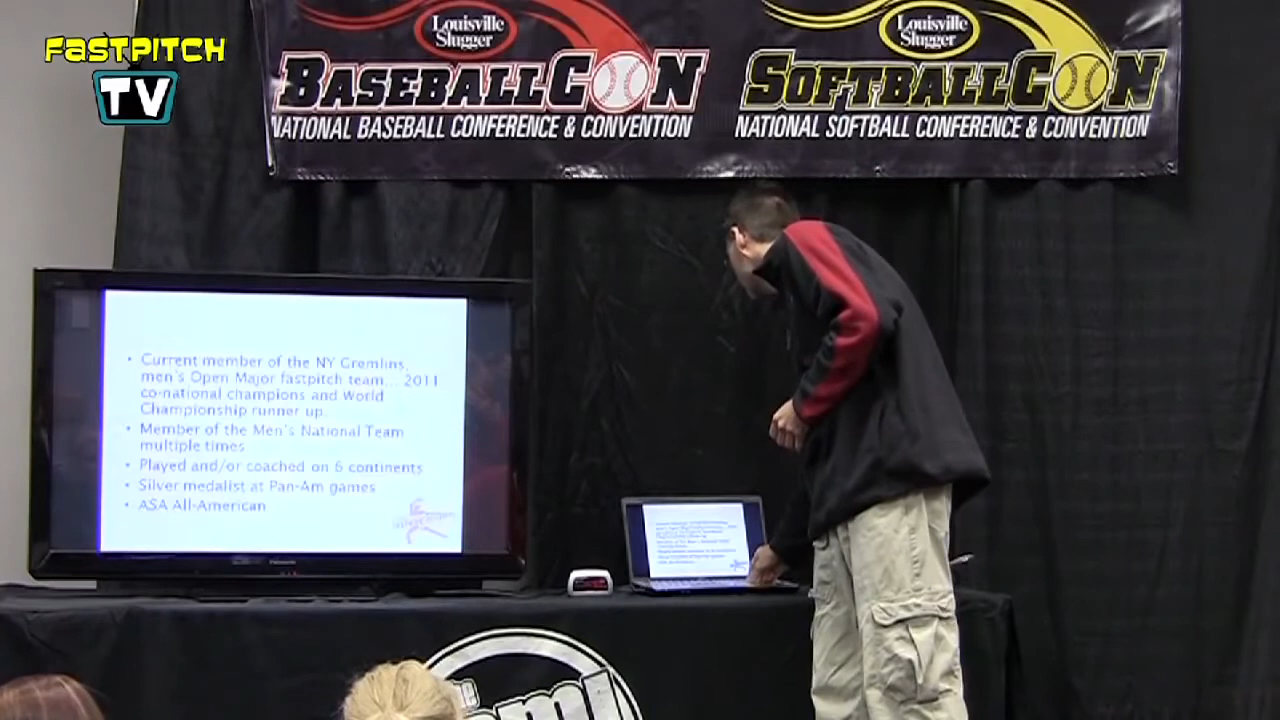 FASTPITCH
TV
Louisville
Slugger
BASEBALLCON
NATIONAL BASEBALL CONFERENCE & CONVENTION
Louisville
Slugger
SOFTBALLCON
NATIONAL SOFTBALL CONFERENCE & CONVENTION
• Current member of the NY Gremlins,
men's Open Major fastpitch team... 2011
co-national champions and World
Championship runner up.
• Member of the Men's National Team
multiple times
• Played and/or coached on 6 continents
• Silver medalist at Pan-Am games
• ASA All-American
Panasonic